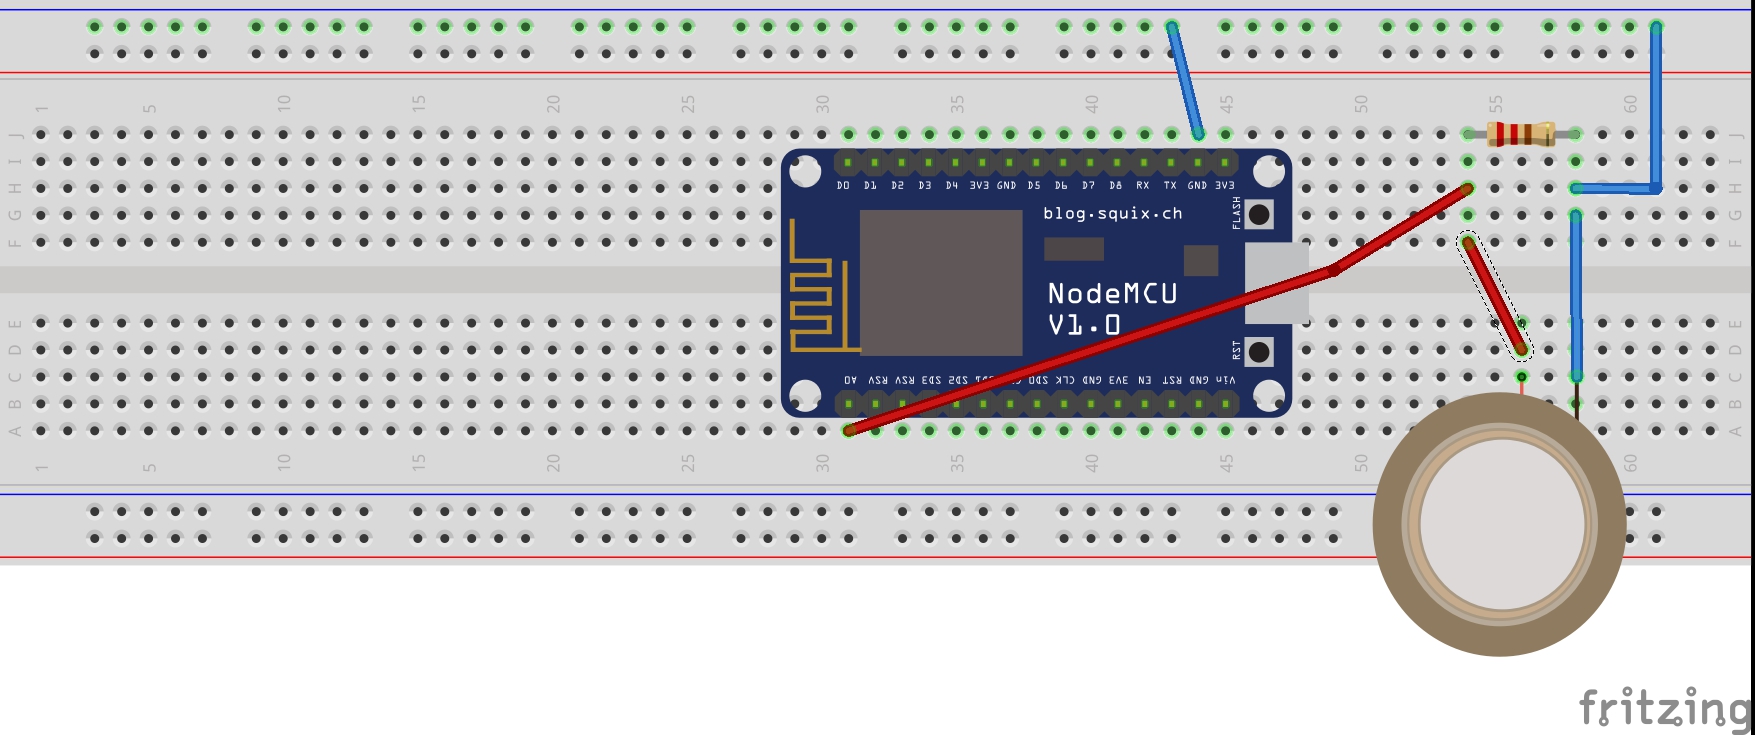 1 5 10 15 20 25 30 35 40 45 50 55 60
J J
I I
H H
G G
F F
D0 D1 D2 D3 D4 3V3 GND D5 D6 D7 D8 RX TX GND 3V3
FLASH
blog.squix.ch
NodeMCU
V1.0
RST
E E
D D
C C
B B
A A
A0 RSV RSV SD3 SD2 SD1 SD0 CLK GND 3V3 EN RST GND Vin
1 5 10 15 20 25 30 35 40 45 50 60
fritzing